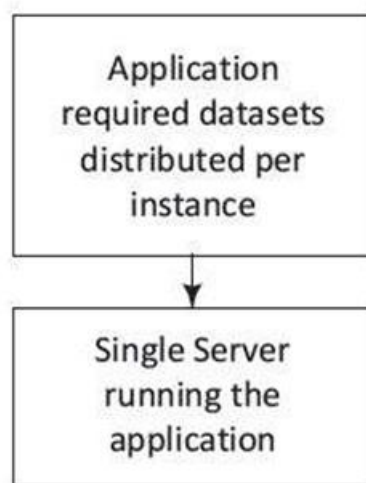 Application
required datasets
distributed per
instance
Single Server
running the
application